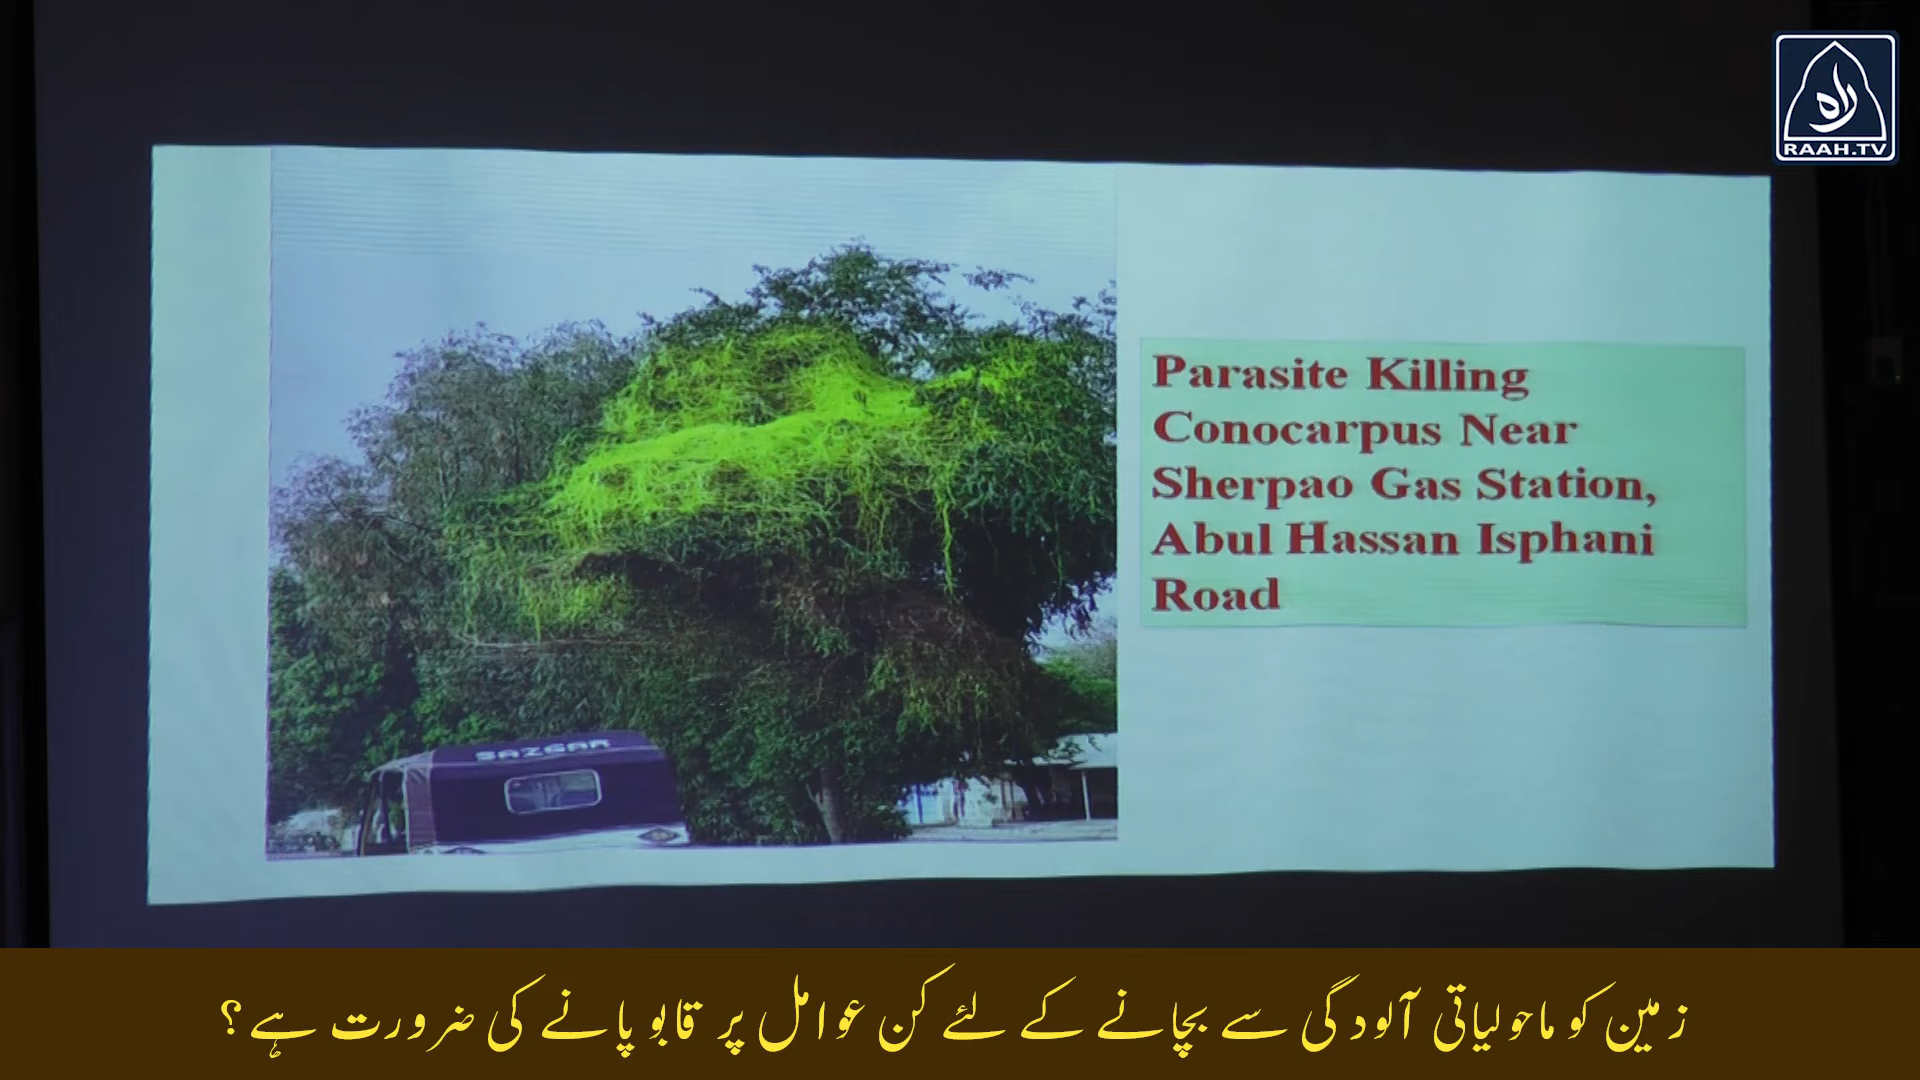 راہ
RAAH.TV
Parasite Killing
Conocarpus Near
Sherpao Gas Station,
Abul Hassan Isphani
Road
SAZGAR
زمین کو ماحولیاتی آلودگی سے بچانے کے لئے کن عوامل پر قابو پانے کی ضرورت ہے؟